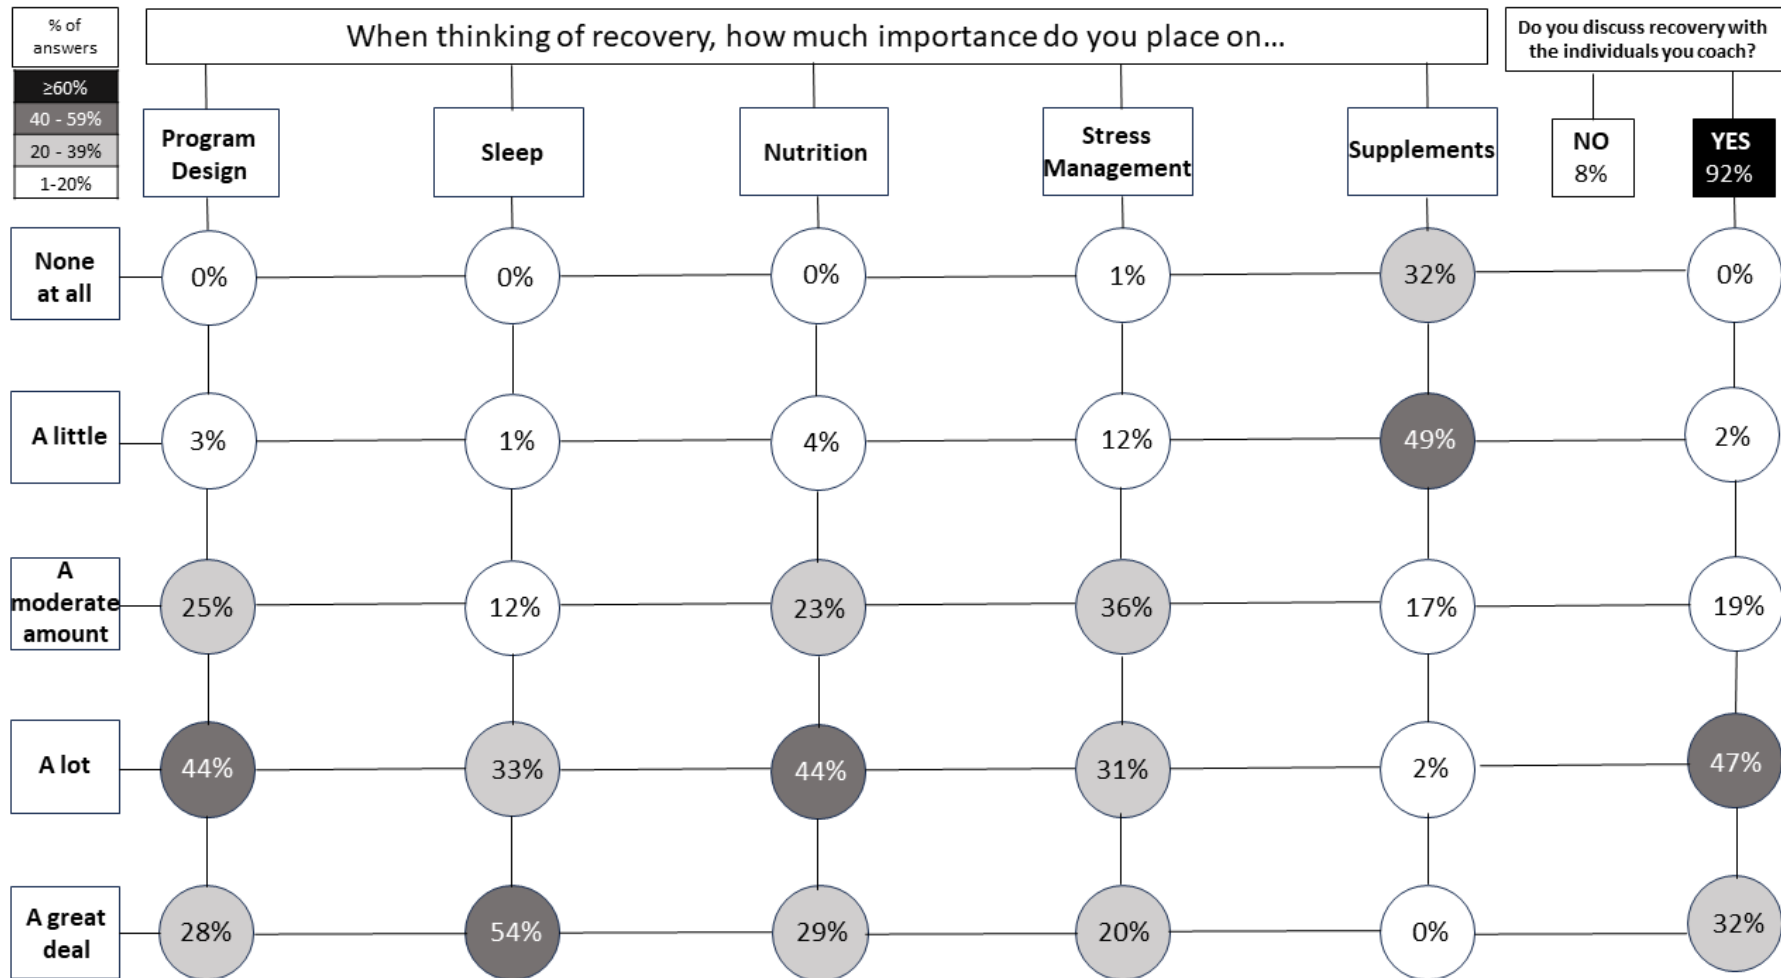 % of
answers
≥60%
40 - 59%
20 - 39%
1-20%
When thinking of recovery, how much importance do you place on...
Do you discuss recovery with
the individuals you coach?
Program
Design
Sleep
Nutrition
Stress
Management
Supplements
NO
8%
YES
92%
None
at all
0%
0%
0%
1%
32%
0%
A little
3%
1%
4%
12%
49%
2%
A
moderate
amount
25%
12%
23%
36%
17%
19%
A lot
44%
33%
44%
31%
2%
47%
A great
deal
28%
54%
29%
20%
0%
32%